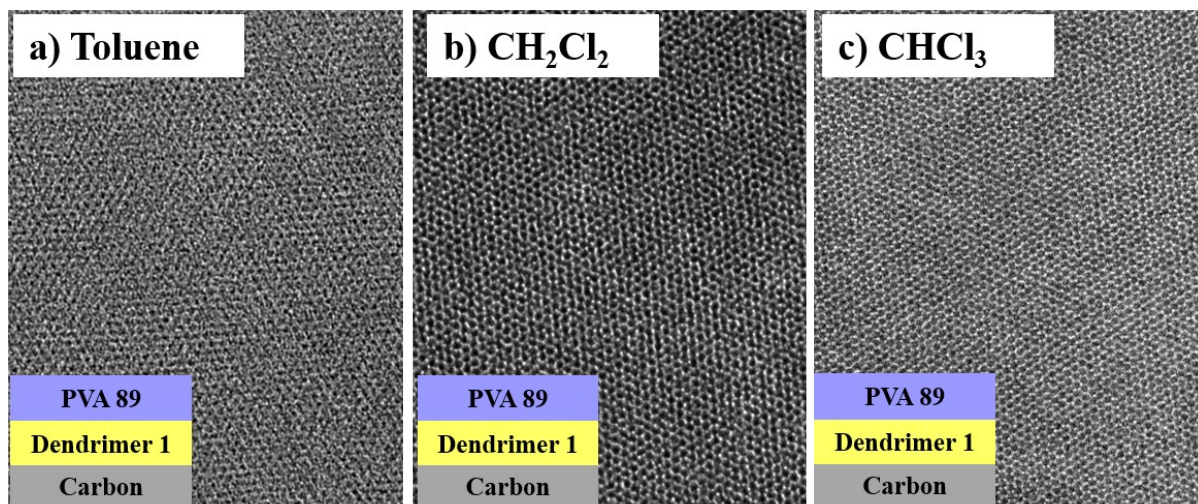 a) Toluene
PVA 89
Dendrimer 1
Carbon
b) CH₂Cl₂
PVA 89
Dendrimer 1
Carbon
c) CHCl₃
PVA 89
Dendrimer 1
Carbon